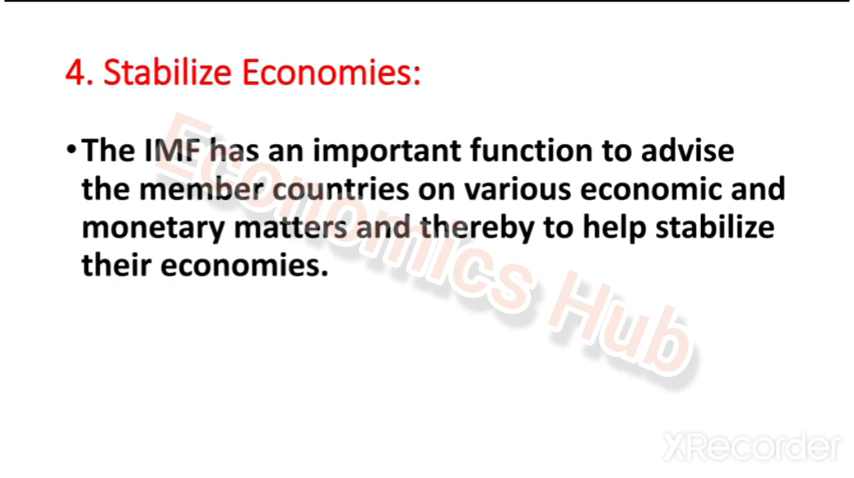 4. Stabilize Economies:
• The IMF has an important function to advise
the member countries on various economic and
monetary matters and thereby to help stabilize
their economies.
Economics Hub
XRecorder